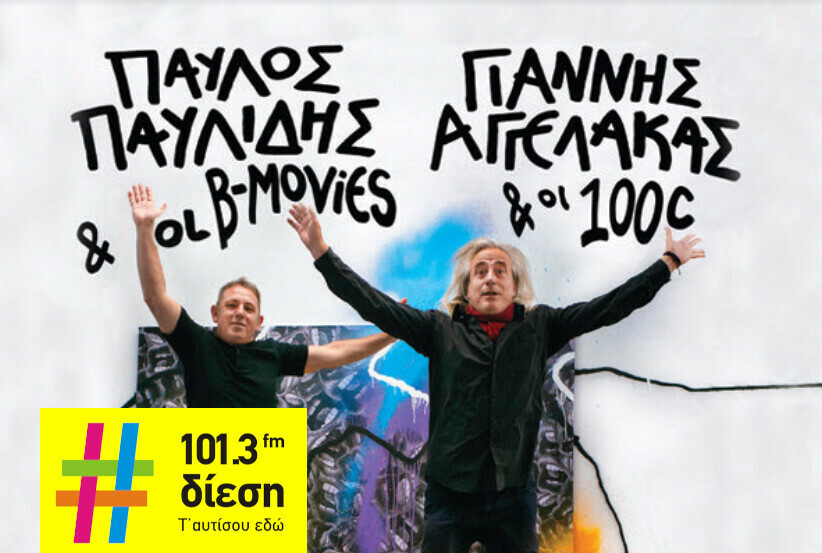 ΠΑΥΛΟΣ
ΠΑΥΛΙΔΗΣ
& οι B-MOViES
ΓΙΑΝΝΗΣ
ΑΓΓΕΛΑΚΑΣ
& οι 100C
101.3 fm
δίεση
Τ'αυτίσου εδώ